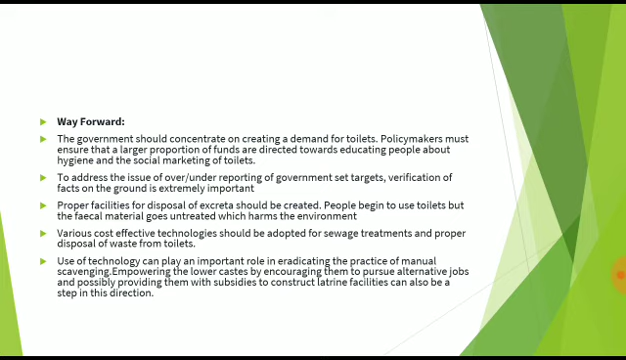 Way Forward:
The government should concentrate on creating a demand for toilets. Policymakers must
ensure that a larger proportion of funds are directed towards educating people about
hygiene and the social marketing of toilets.
To address the issue of over/under reporting of government set targets, verification of
facts on the ground is extremely important
Proper facilities for disposal of excreta should be created. People begin to use toilets but
the faecal material goes untreated which harms the environment
Various cost effective technologies should be adopted for sewage treatments and proper
disposal of waste from toilets.
Use of technology can play an important role in eradicating the practice of manual
scavenging.Empowering the lower castes by encouraging them to pursue alternative jobs
and possibly providing them with subsidies to construct latrine facilities can also be a
step in this direction.